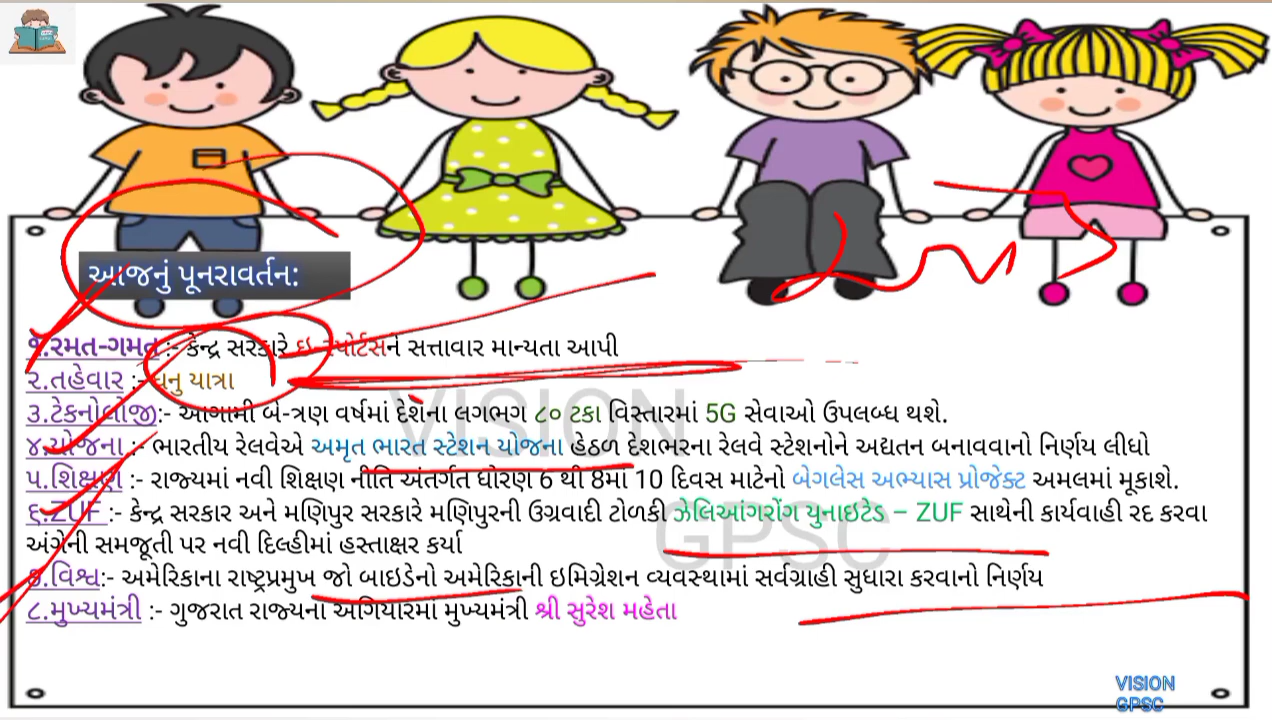 આજનું પૂનરાવર્તન:
૧.રમત-ગમત :- કેન્દ્ર સરકારે ઇ-સ્પોર્ટસને સત્તાવાર માન્યતા આપી
૨.તહેવાર :- ધનુ યાત્રા
૩.ટેકનોલોજી:- આગામી બે-ત્રણ વર્ષમાં દેશના લગભગ ૮૦ ટકા વિસ્તારમાં 5G સેવાઓ ઉપલબ્ધ થશે.
૪.યોજના :- ભારતીય રેલવેએ અમૃત ભારત સ્ટેશન યોજના હેઠળ દેશભરના રેલવે સ્ટેશનોને અદ્યતન બનાવવાનો નિર્ણય લીધો
૫.શિક્ષણ :- રાજ્યમાં નવી શિક્ષણ નીતિ અંતર્ગત ધોરણ 6 થી 8માં 10 દિવસ માટેનો બેગલેસ અભ્યાસ પ્રોજેક્ટ અમલમાં મૂકાશે.
૬.ZUF :- કેન્દ્ર સરકાર અને મણિપુર સરકારે મણિપુરની ઉગ્રવાદી ટોળકી ઝેલિઆંગરોંગ યુનાઇટેડ – ZUF સાથેની કાર્યવાહી રદ કરવા
અંગેની સમજૂતી પર નવી દિલ્હીમાં હસ્તાક્ષર કર્યા
૭.વિશ્વ:- અમેરિકાના રાષ્ટ્રપ્રમુખ જો બાઇડેનો અમેરિકાની ઇમિગ્રેશન વ્યવસ્થામાં સર્વગ્રાહી સુધારા કરવાનો નિર્ણય
૮.મુખ્યમંત્રી :- ગુજરાત રાજ્યના અગિયારમાં મુખ્યમંત્રી શ્રી સુરેશ મહેતા
VISION
GPSC
VISION
GPSC